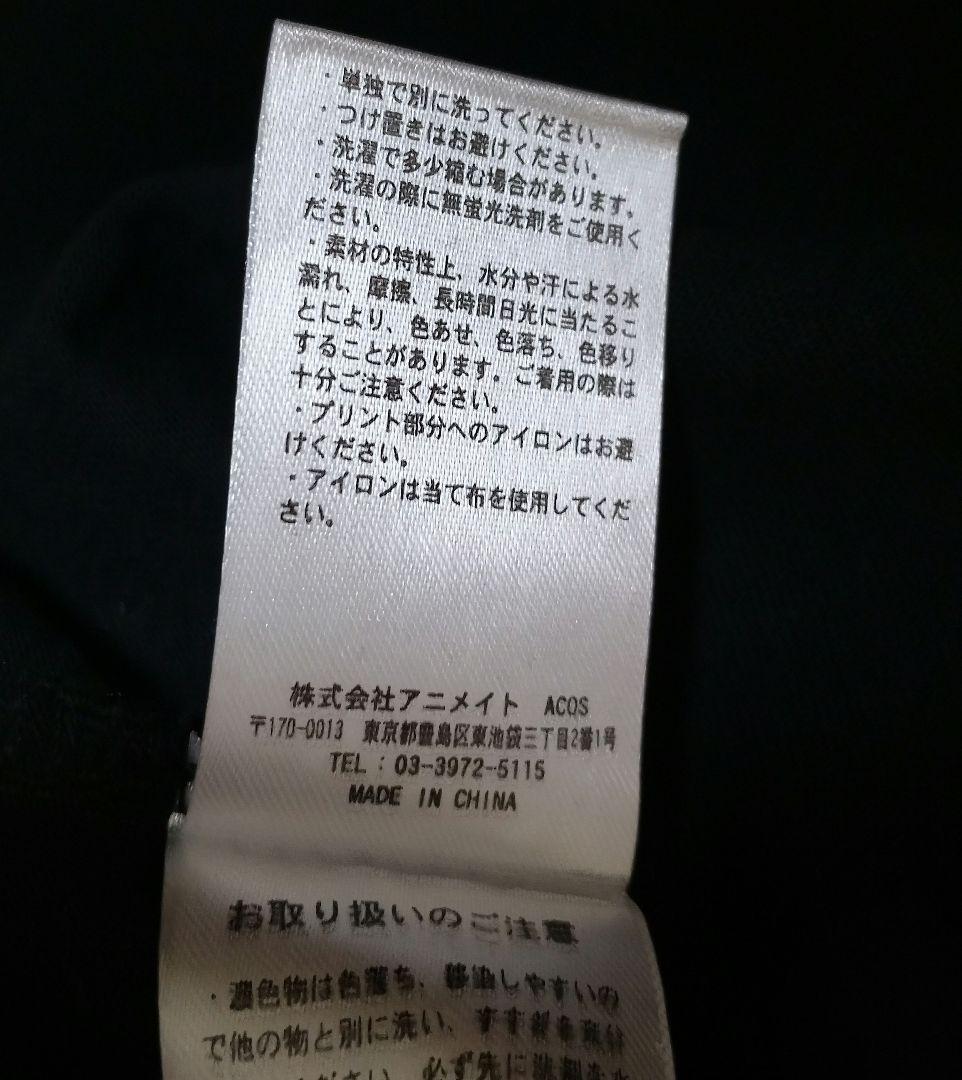 ・単独で別に洗ってください。
・つけ置きはお避けください。
・洗濯で多少縮む場合があります。
・洗濯の際に無蛍光洗剤をご使用く
ださい。
・素材の特性上、水分や汗による水
濡れ、摩擦、長時間日光に当たるこ
とにより、色あせ、色落ち、色移り
することがあります。ご着用の際は
十分ご注意ください。
・プリント部分へのアイロンはお避
けください。
・アイロンは当て布を使用してくだ
さい。
株式会社アニメイト ACOS
〒170-0013 東京都豊島区東池袋三丁目2番1号
TEL：03-3972-5115
MADE IN CHINA
お取り扱いのご注意
・濃色物は色落ち、移染しやすいの
で他の物と別に洗い、
ください。必ず先に洗剤を